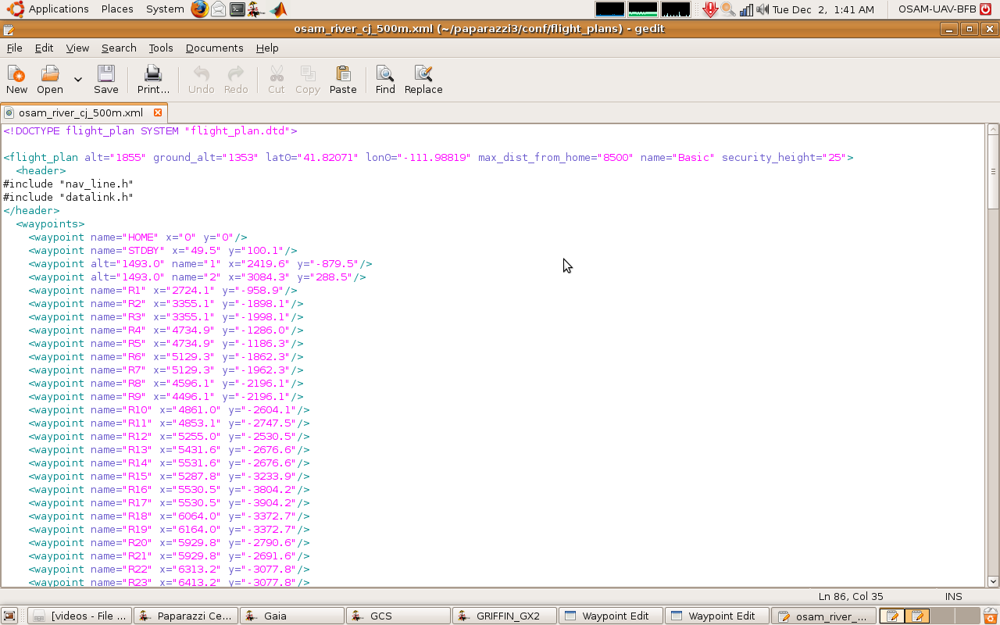 Applications Places System Tue Dec 2, 1:41 AM OSAM-UAV-BFB
osam_river_cj_500m.xml (~/paparazzi3/conf/flight_plans) - gedit
File Edit View Search Tools Documents Help
New Open Save Print... Undo Redo Cut Copy Paste Find Replace
osam_river_cj_500m.xml
<!DOCTYPE flight_plan SYSTEM "flight_plan.dtd">
<flight_plan alt="1855" ground_alt="1353" lat0="41.82071" lon0="-111.98819" max_dist_from_home="8500" name="Basic" security_height="25">
<header>
#include "nav_line.h"
#include "datalink.h"
</header>
<waypoints>
<waypoint name="HOME" x="0" y="0"/>
<waypoint name="STDBY" x="49.5" y="100.1"/>
<waypoint alt="1493.0" name="1" x="2419.6" y="-879.5"/>
<waypoint alt="1493.0" name="2" x="3084.3" y="288.5"/>
<waypoint name="R1" x="2724.1" y="-958.9"/>
<waypoint name="R2" x="3355.1" y="-1898.1"/>
<waypoint name="R3" x="3355.1" y="-1998.1"/>
<waypoint name="R4" x="4734.9" y="-1286.0"/>
<waypoint name="R5" x="4734.9" y="-1186.3"/>
<waypoint name="R6" x="5129.3" y="-1862.3"/>
<waypoint name="R7" x="5129.3" y="-1962.3"/>
<waypoint name="R8" x="4596.1" y="-2196.1"/>
<waypoint name="R9" x="4496.1" y="-2196.1"/>
<waypoint name="R10" x="4861.0" y="-2604.1"/>
<waypoint name="R11" x="4853.1" y="-2747.5"/>
<waypoint name="R12" x="5255.0" y="-2530.5"/>
<waypoint name="R13" x="5431.6" y="-2676.6"/>
<waypoint name="R14" x="5531.6" y="-2676.6"/>
<waypoint name="R15" x="5287.8" y="-3233.9"/>
<waypoint name="R16" x="5530.5" y="-3804.2"/>
<waypoint name="R17" x="5530.5" y="-3904.2"/>
<waypoint name="R18" x="6064.0" y="-3372.7"/>
<waypoint name="R19" x="6164.0" y="-3372.7"/>
<waypoint name="R20" x="5929.8" y="-2790.6"/>
<waypoint name="R21" x="5929.8" y="-2691.6"/>
<waypoint name="R22" x="6313.2" y="-3077.8"/>
<waypoint name="R23" x="6413.2" y="-3077.8"/>
Ln 86, Col 35 INS
[videos - File ... Paparazzi Ce... Gaia GCS GRIFFIN_GX2 Waypoint Edit Waypoint Edit osam_river_...